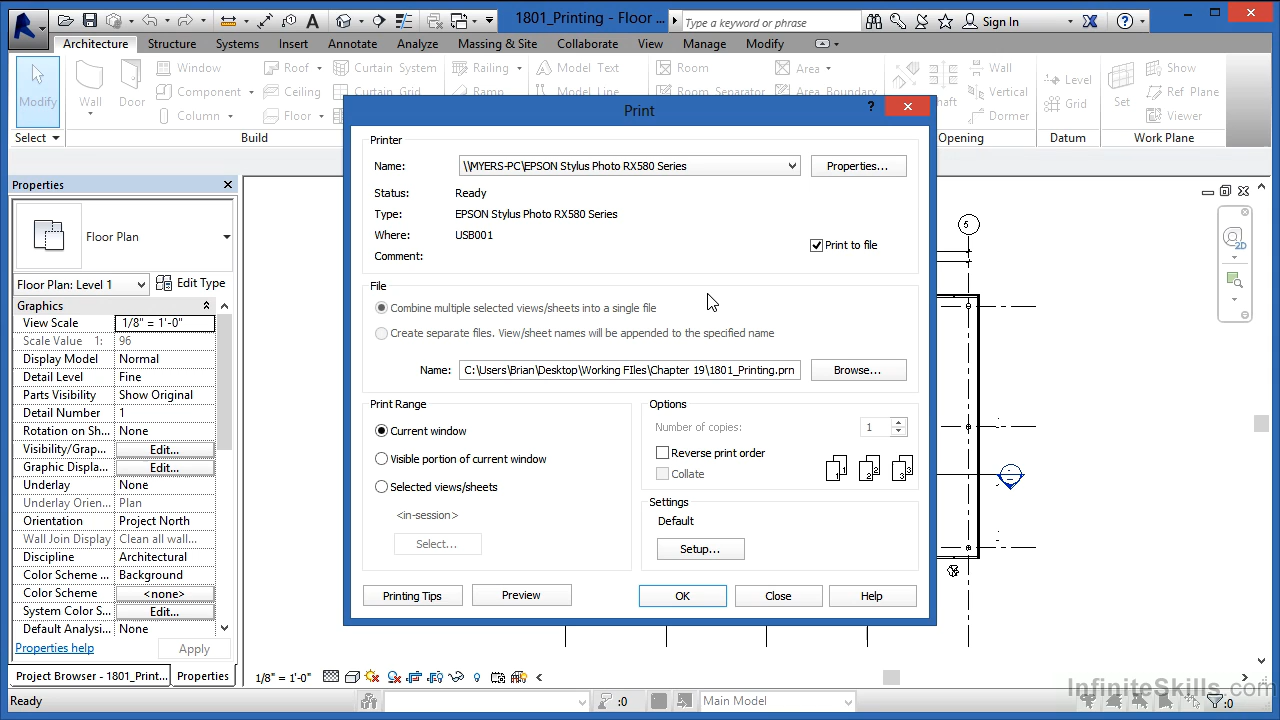 1801_Printing - Floor ...
Type a keyword or phrase
Sign In
Architecture Structure Systems Insert Annotate Analyze Massing & Site Collaborate View Manage Modify
Modify
Wall
Door
Window
Component
Column
Roof
Ceiling
Floor
Curtain System
Curtain Grid
Railing
Ramp
Model Text
Model Line
Room
Room Separator
Area
Area Boundary
Wall
Vertical
Dormer
Level
Grid
Set
Show
Ref Plane
Viewer
Select
Build
Opening
Datum
Work Plane
Properties
Floor Plan
Floor Plan: Level 1
Edit Type
Graphics
View Scale 1/8" = 1'-0"
Scale Value 1: 96
Display Model Normal
Detail Level Fine
Parts Visibility Show Original
Detail Number 1
Rotation on Sh... None
Visibility/Grap... Edit...
Graphic Displa... Edit...
Underlay None
Underlay Orien... Plan
Orientation Project North
Wall Join Display Clean all wall...
Discipline Architectural
Color Scheme ... Background
Color Scheme <none>
System Color S... Edit...
Default Analysi... None
Properties help
Apply
Project Browser - 1801_Print... Properties
Print
Printer
Name: \\MYERS-PC\EPSON Stylus Photo RX580 Series
Properties...
Status: Ready
Type: EPSON Stylus Photo RX580 Series
Where: USB001
Comment:
Print to file
File
Combine multiple selected views/sheets into a single file
Create separate files. View/sheet names will be appended to the specified name
Name: C:\Users\Brian\Desktop\Working FIles\Chapter 19\1801_Printing.prn
Browse...
Print Range
Current window
Visible portion of current window
Selected views/sheets
<in-session>
Select...
Options
Number of copies: 1
Reverse print order
Collate
1 1 2 2 3 3
Settings
Default
Setup...
Printing Tips Preview OK Close Help
5
2D
1/8" = 1'-0"
Ready
:0
Main Model
:0
InfiniteSkills.com